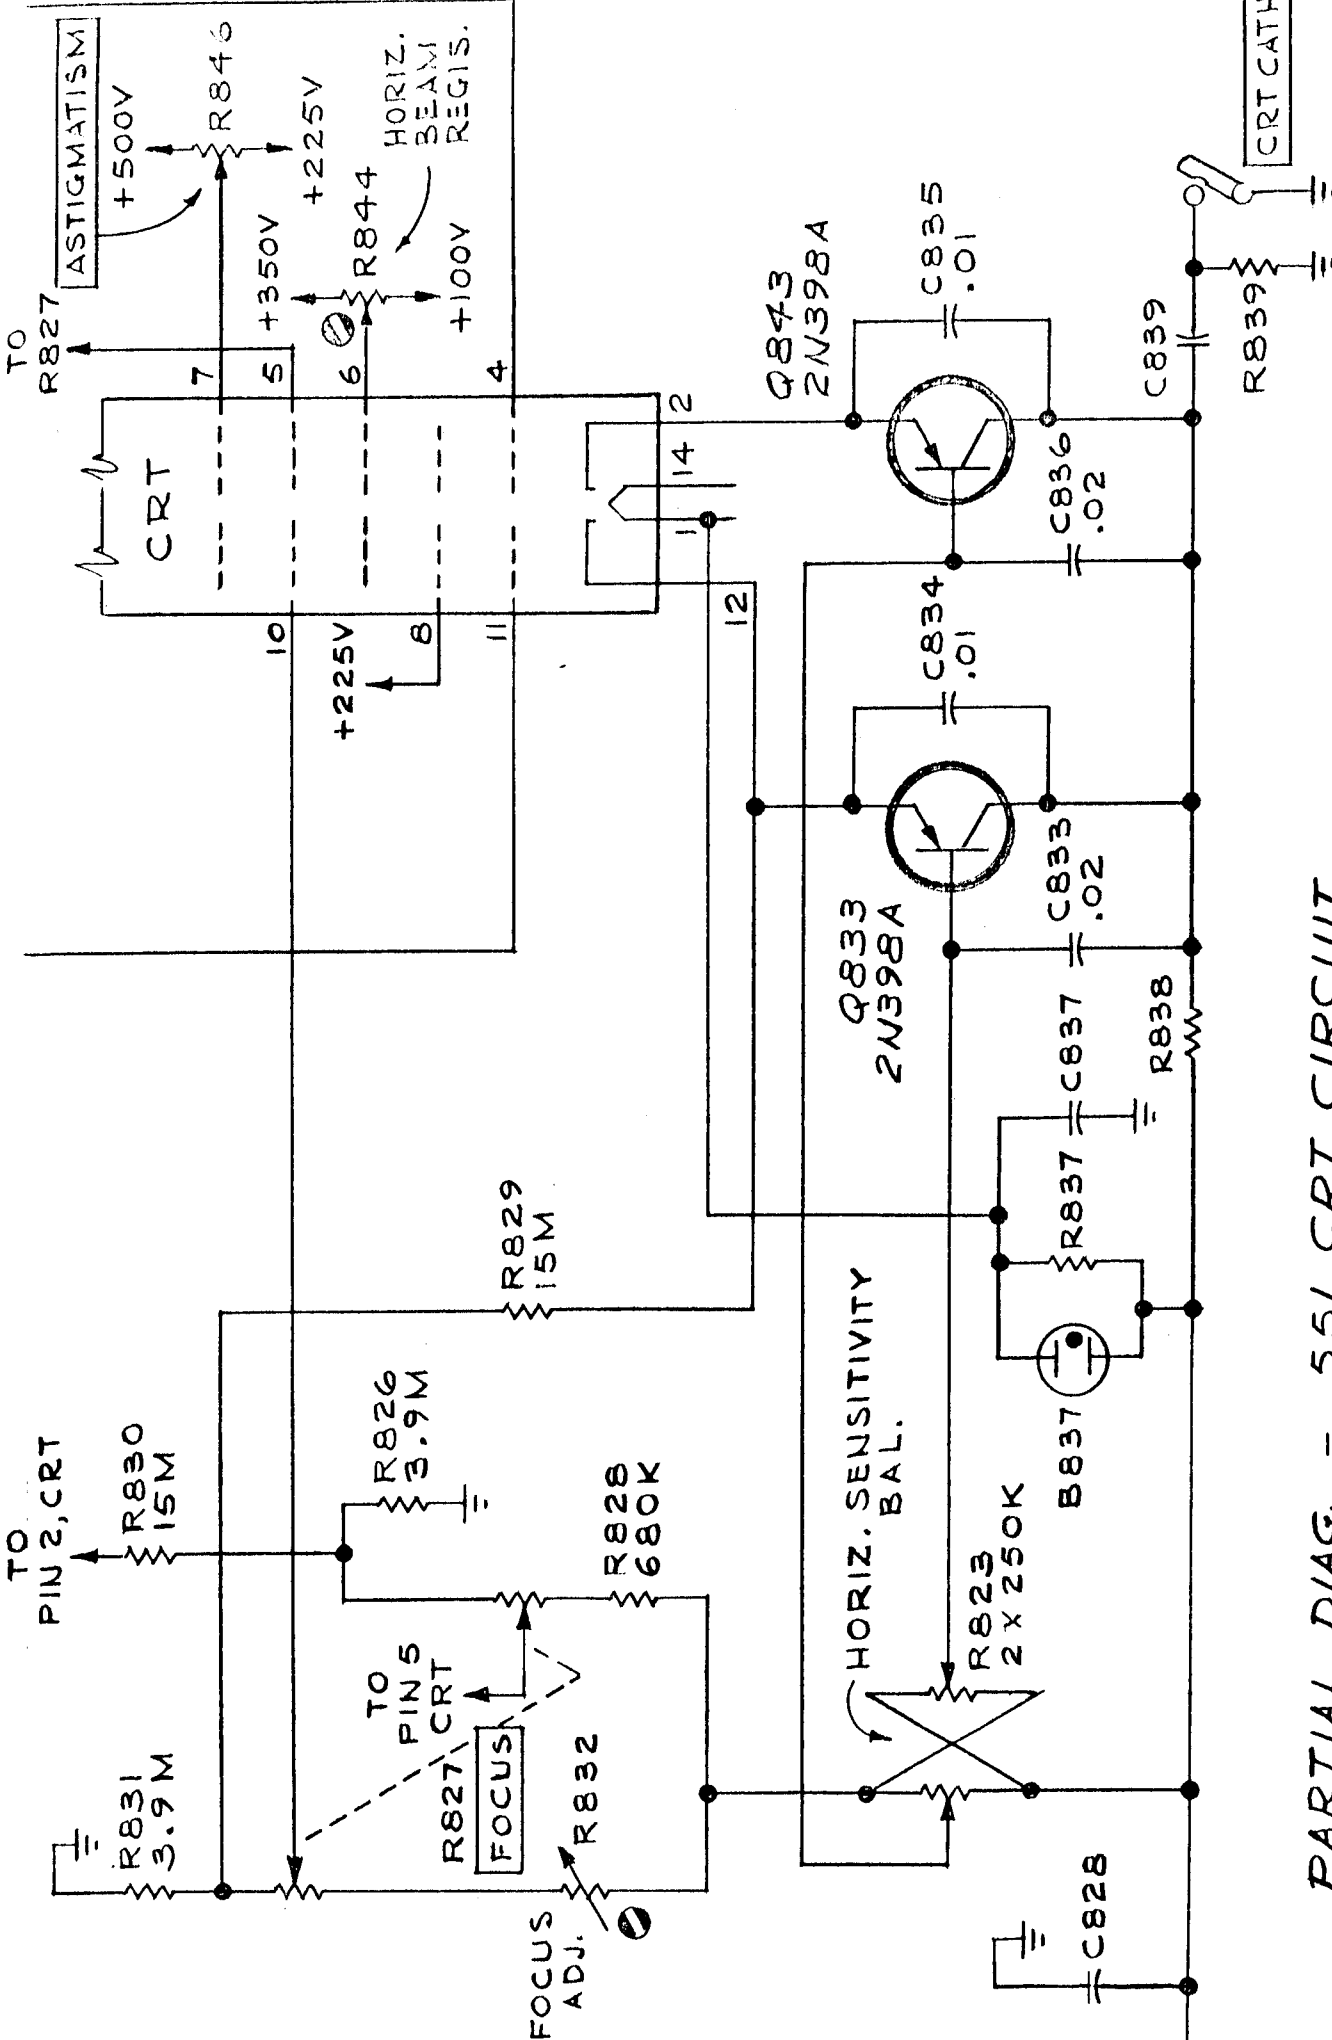 TO
R827
ASTIGMATISM
+500V
R846
+225V
+350V
R844
HORIZ.
BEAM
REGIS.
+100V
7
5
6
4
CRT
10
+225V
8
11
2
14
1
12
Q843
2N398A
C835
.01
C836
.02
C834
.01
Q833
2N398A
C833
.02
C839
R839
CRT CATH
R838
C837
R837
B837
R829
15M
TO
PIN 2, CRT
R830
15M
R826
3.9M
R828
680K
TO
PIN 5
CRT
R831
3.9M
R827
FOCUS
R832
FOCUS
ADJ.
HORIZ. SENSITIVITY
BAL.
R823
2 X 250K
C828
PARTIAL DIAG. - 551 CRT CIRCUIT